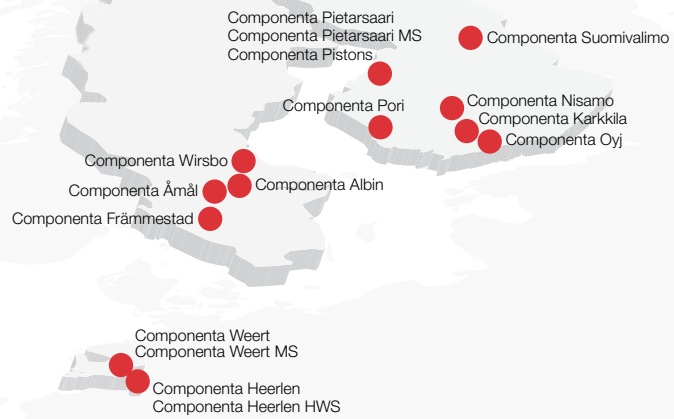 Componenta Pietarsaari
Componenta Pietarsaari MS
Componenta Pistons
Componenta Suomivalimo
Componenta Pori
Componenta Nisamo
Componenta Karkkila
Componenta Oyj
Componenta Wirsbo
Componenta Albin
Componenta Åmål
Componenta Främmestad
Componenta Weert
Componenta Weert MS
Componenta Heerlen
Componenta Heerlen HWS